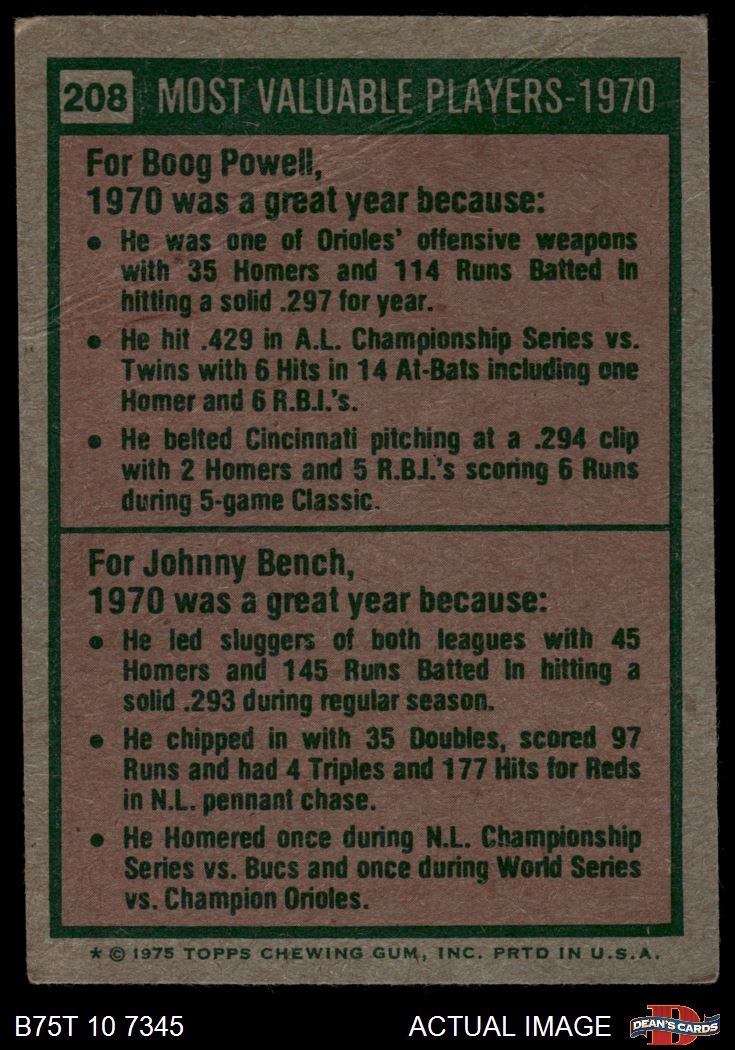 208 MOST VALUABLE PLAYERS-1970
For Boog Powell,
1970 was a great year because:
• He was one of Orioles' offensive weapons
with 35 Homers and 114 Runs Batted In
hitting a solid .297 for year.
• He hit .429 in A.L. Championship Series vs.
Twins with 6 Hits in 14 At-Bats including one
Homer and 6 R.B.I.'s.
• He belted Cincinnati pitching at a .294 clip
with 2 Homers and 5 R.B.I.'s scoring 6 Runs
during 5-game Classic.
For Johnny Bench,
1970 was a great year because:
• He led sluggers of both leagues with 45
Homers and 145 Runs Batted In hitting a
solid .293 during regular season.
• He chipped in with 35 Doubles, scored 97
Runs and had 4 Triples and 177 Hits for Reds
in N.L. pennant chase.
• He Homered once during N.L. Championship
Series vs. Bucs and once during World Series
vs. Champion Orioles.
* © 1975 TOPPS CHEWING GUM, INC. PRTD IN U.S.A.
B75T 10 7345 ACTUAL IMAGE D DEAN'S CARDS